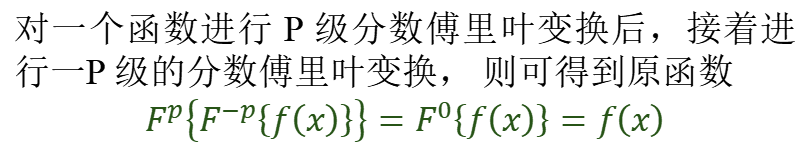 对一个函数进行 P 级分数傅里叶变换后，接着进
行一P 级的分数傅里叶变换， 则可得到原函数
$F^{p}\{F^{-p}\{f(x)\}\} = F^{0}\{f(x)\} = f(x)$